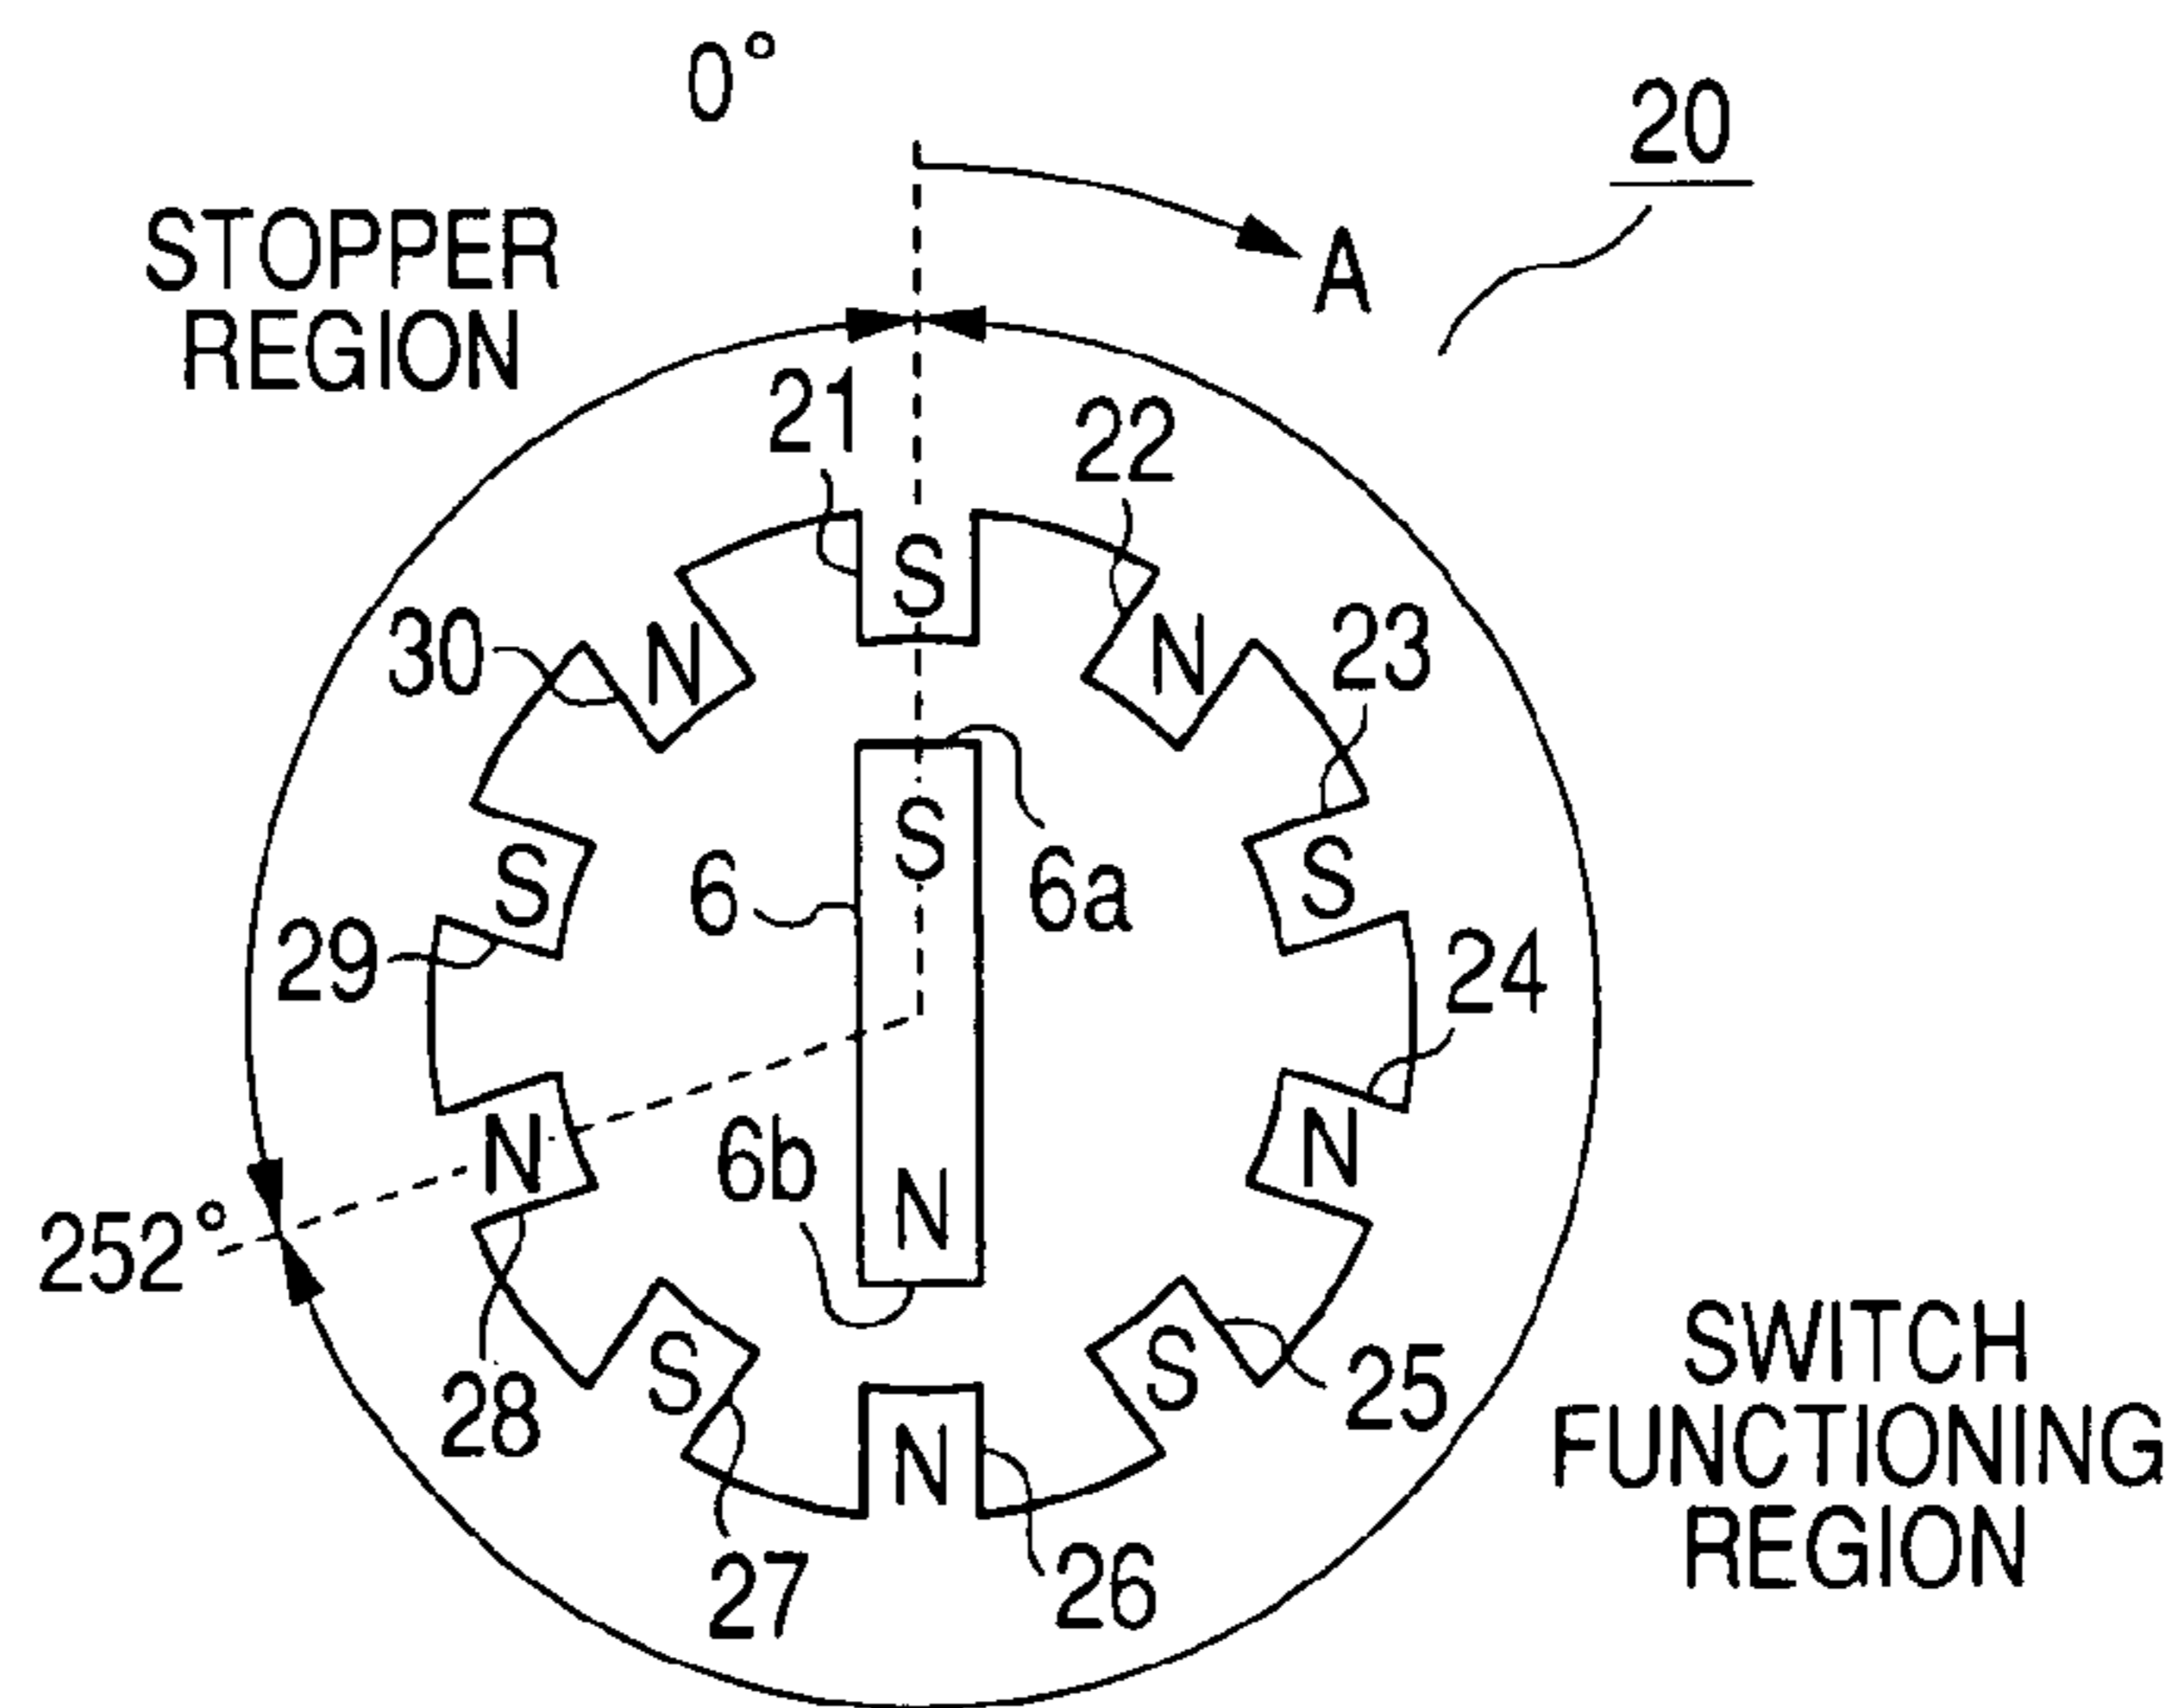 0°
20
A
STOPPER
REGION
21
22
S
N
N
30
23
S
6
6a
S
S
29
24
N
N
6b
N
252°
S
S
28
25
N
27
26
SWITCH
FUNCTIONING
REGION